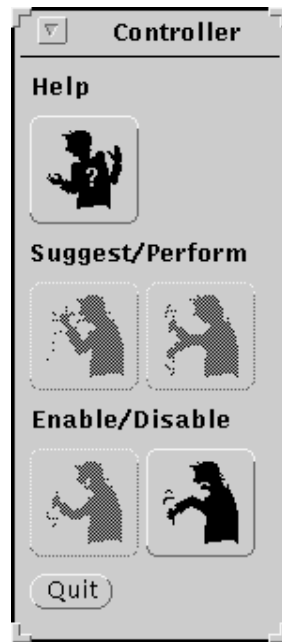 Controller
Help
?
Suggest/Perform
Enable/Disable
Quit